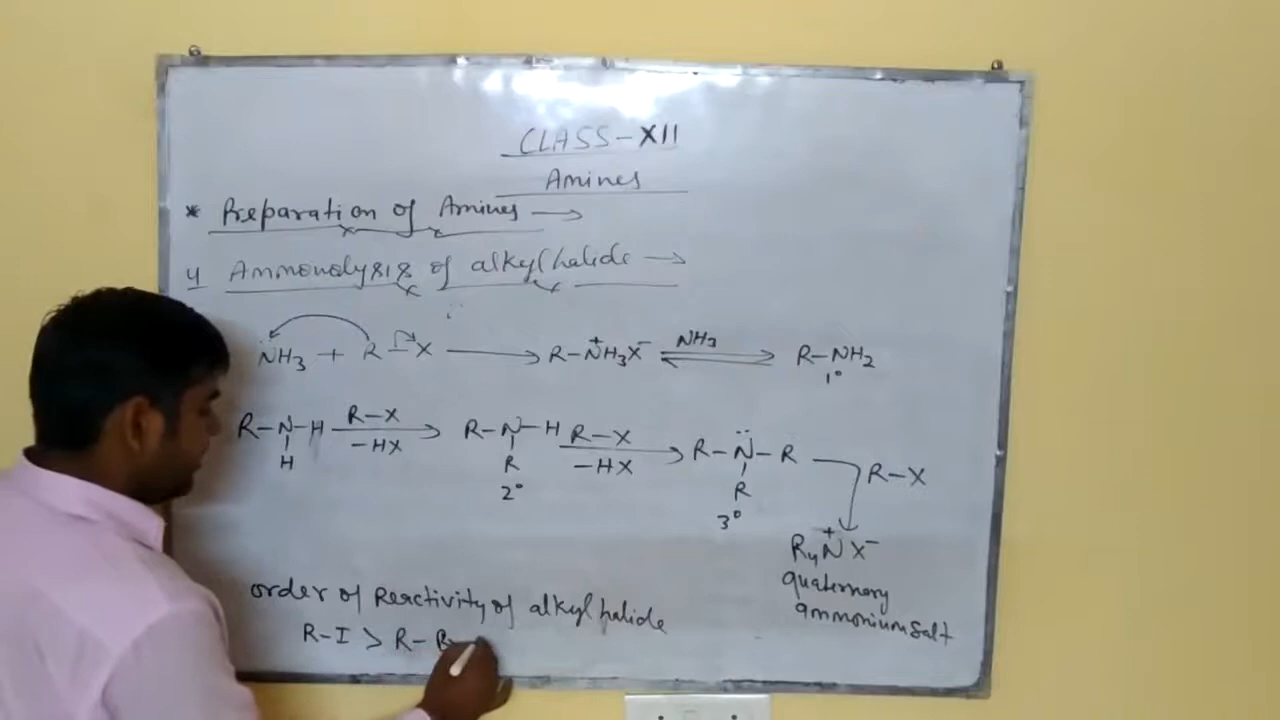 CLASS-XII
Amines
* Preparation of Amines →
4 Ammonolysis of alkyl halide →
N̈H3 + R-X → R-N⁺H3X⁻ ⇌ NH3 R-NH2
1°
R-N-H R-X -HX → R-N-H R-X -HX → R-N̈-R → R-X
H R R
2° 3°
R4N⁺X⁻
quaternary
ammonium salt
order of Reactivity of alkyl halide
R-I > R-B